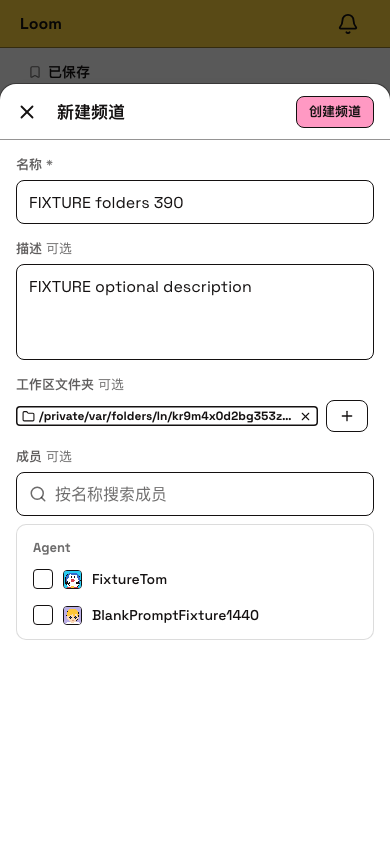 Loom
已保存
新建频道
创建频道
名称 *
FIXTURE folders 390
描述 可选
FIXTURE optional description
工作区文件夹 可选
/private/var/folders/ln/kr9m4x0d2bg353z...
成员 可选
按名称搜索成员
Agent
FixtureTom
BlankPromptFixture1440